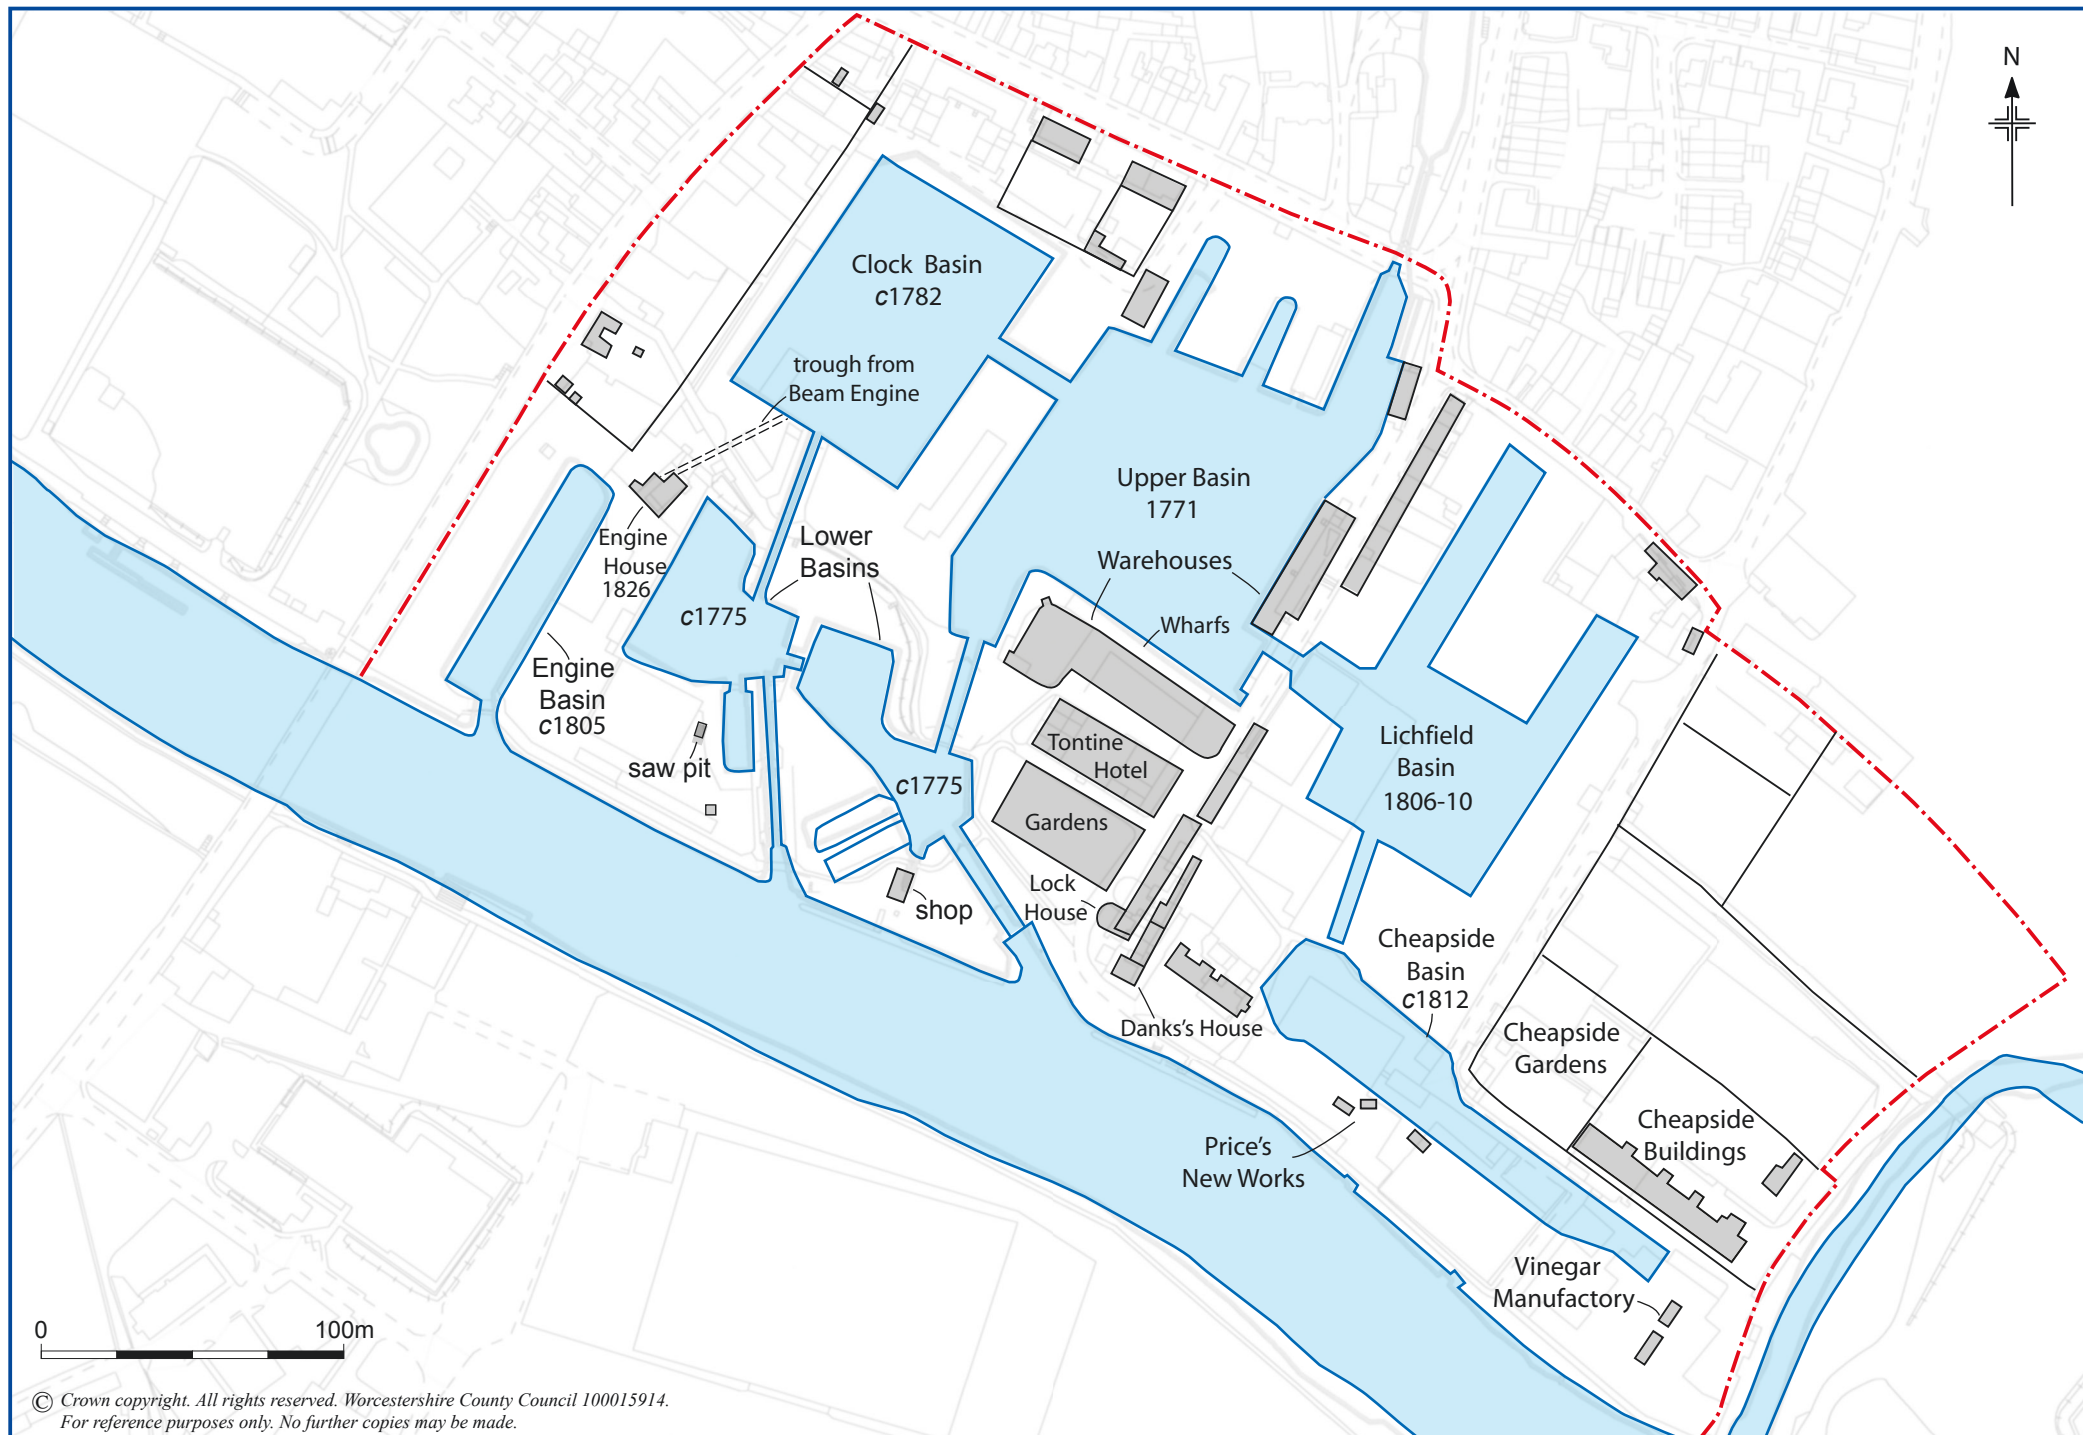 N
Clock Basin
c1782
trough from
Beam Engine
Upper Basin
1771
Engine
House
1826
Lower
Basins
Warehouses
c1775
Wharfs
Engine
Basin
c1805
saw pit
Tontine
Hotel
Lichfield
Basin
1806-10
c1775
Gardens
Lock
House
shop
Cheapside
Basin
c1812
Danks's House
Cheapside
Gardens
Cheapside
Buildings
Price's
New Works
Vinegar
Manufactory
0 100m
© Crown copyright. All rights reserved. Worcestershire County Council 100015914.
For reference purposes only. No further copies may be made.